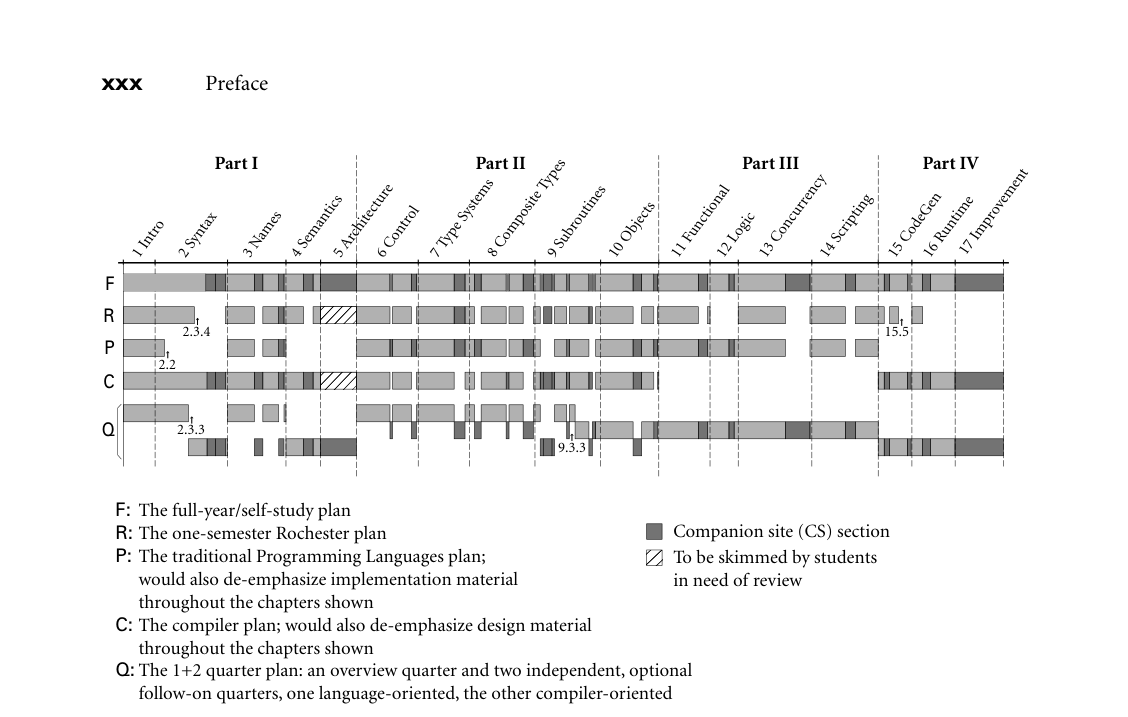 xxx Preface
Part I Part II Part III Part IV
1 Intro
2 Syntax
3 Names
4 Semantics
5 Architecture
6 Control
7 Type Systems
8 Composite Types
9 Subroutines
10 Objects
11 Functional
12 Logic
13 Concurrency
14 Scripting
15 CodeGen
16 Runtime
17 Improvement
F
R
2.3.4 15.5
P
2.2
C
Q
2.3.3
9.3.3
F: The full-year/self-study plan
R: The one-semester Rochester plan
P: The traditional Programming Languages plan;
would also de-emphasize implementation material
throughout the chapters shown
C: The compiler plan; would also de-emphasize design material
throughout the chapters shown
Q: The 1+2 quarter plan: an overview quarter and two independent, optional
follow-on quarters, one language-oriented, the other compiler-oriented
Companion site (CS) section
To be skimmed by students
in need of review